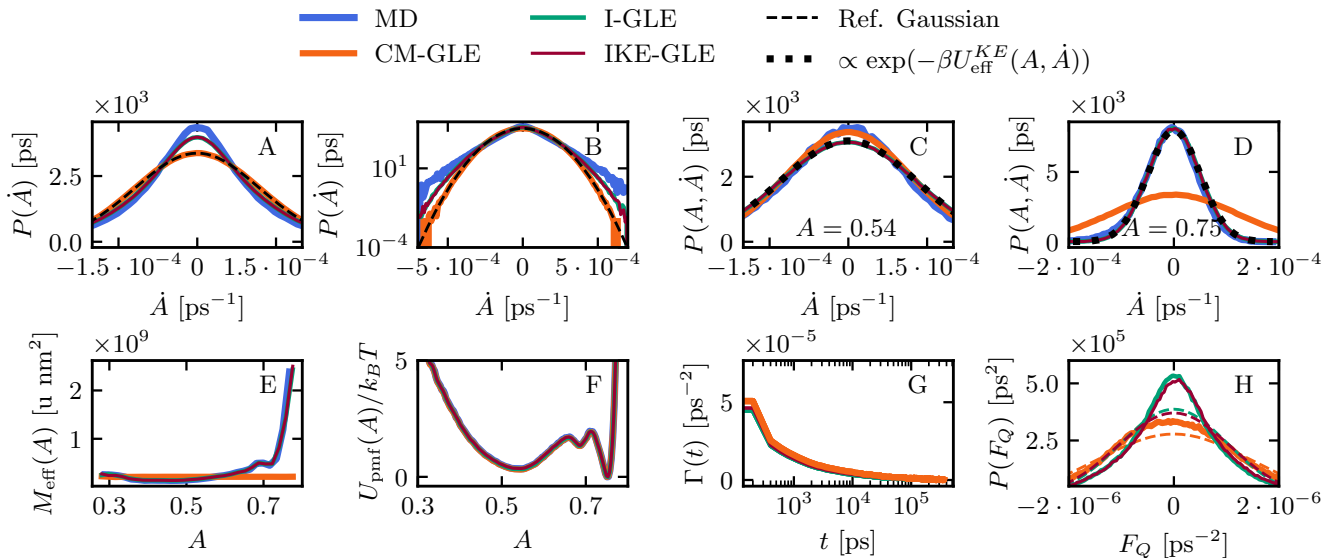 MD
CM-GLE
I-GLE
IKE-GLE
Ref. Gaussian
∝ exp(−βU_eff^{KE}(A, Ȧ))
×10³
P(Ȧ) [ps]
2.5
0.0
A
−1.5 · 10⁻⁴ 0 1.5 · 10⁻⁴
Ȧ [ps⁻¹]
P(Ȧ) [ps]
10¹
10⁻⁴
B
−5 · 10⁻⁴ 0 5 · 10⁻⁴
Ȧ [ps⁻¹]
×10³
P(A, Ȧ) [ps]
2
0
C
A = 0.54
−1.5 · 10⁻⁴ 0 1.5 · 10⁻⁴
Ȧ [ps⁻¹]
×10³
P(A, Ȧ) [ps]
5
0
D
A = 0.75
−2 · 10⁻⁴ 0 2 · 10⁻⁴
Ȧ [ps⁻¹]
×10⁹
M_eff(A) [u nm²]
2
1
E
0.3 0.5 0.7
A
U_pmf(A)/k_BT
5
0
F
0.4 0.6 0.8
A
×10⁻⁵
Γ(t) [ps⁻²]
5
0
G
10³ 10⁴ 10⁵
t [ps]
×10⁵
P(F_Q) [ps²]
5.0
2.5
H
−2 · 10⁻⁶ 0 2 · 10⁻⁶
F_Q [ps⁻²]